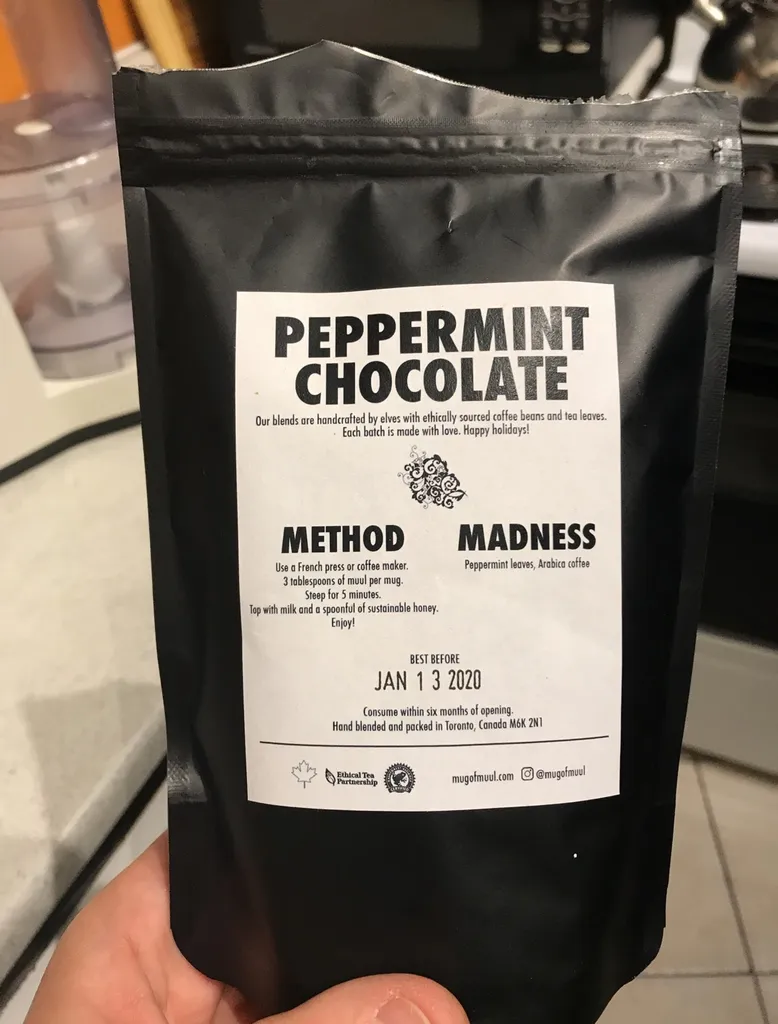 PEPPERMINT
CHOCOLATE
Our blends are handcrafted by elves with ethically sourced coffee beans and tea leaves.
Each batch is made with love. Happy holidays!
METHOD
Use a French press or coffee maker.
3 tablespoons of muul per mug.
Steep for 5 minutes.
Top with milk and a spoonful of sustainable honey.
Enjoy!
MADNESS
Peppermint leaves, Arabica coffee
BEST BEFORE
JAN 13 2020
Consume within six months of opening.
Hand blended and packed in Toronto, Canada M6K 2N1
Ethical Tea
Partnership
mugofmuul.com @mugofmuul